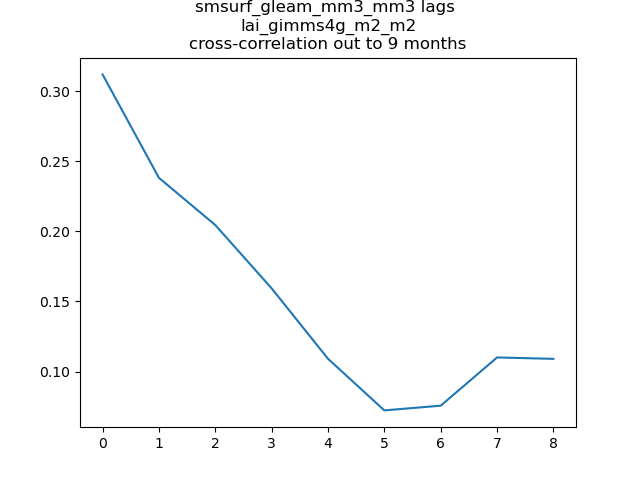 smsurf_gleam_mm3_mm3 lags
lai_gimms4g_m2_m2
cross-correlation out to 9 months
0.30
0.25
0.20
0.15
0.10
0 1 2 3 4 5 6 7 8